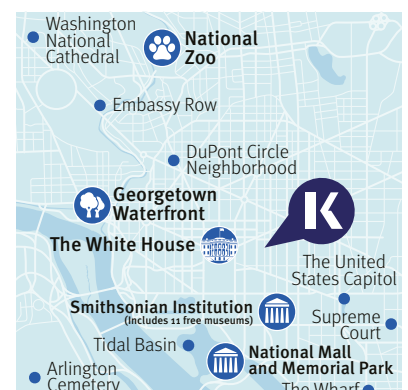 Washington
National
Cathedral
National
Zoo
Embassy Row
DuPont Circle
Neighborhood
Georgetown
Waterfront
K
The White House
The United
States Capitol
Smithsonian Institution
(Includes 11 free museums)
Supreme
Court
Tidal Basin
National Mall
and Memorial Park
Arlington
Cemetery
The Wharf